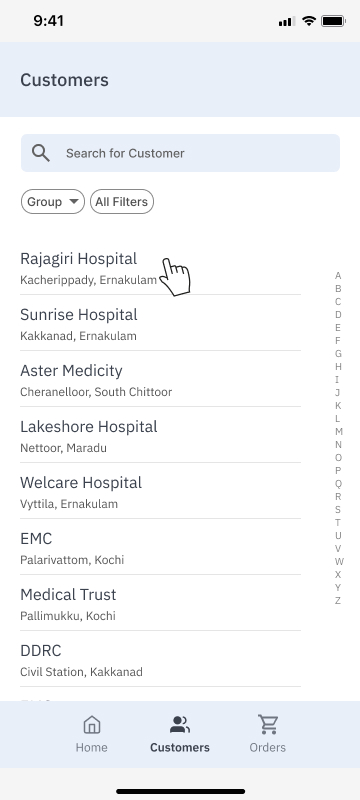 9:41
Customers
Search for Customer
Group
All Filters
Rajagiri Hospital
Kacherippady, Ernakulam
Sunrise Hospital
Kakkanad, Ernakulam
Aster Medicity
Cheranelloor, South Chittoor
Lakeshore Hospital
Nettoor, Maradu
Welcare Hospital
Vyttila, Ernakulam
EMC
Palarivattom, Kochi
Medical Trust
Pallimukku, Kochi
DDRC
Civil Station, Kakkanad
A
B
C
D
E
F
G
H
I
J
K
L
M
N
O
P
Q
R
S
T
U
V
W
X
Y
Z
Home
Customers
Orders